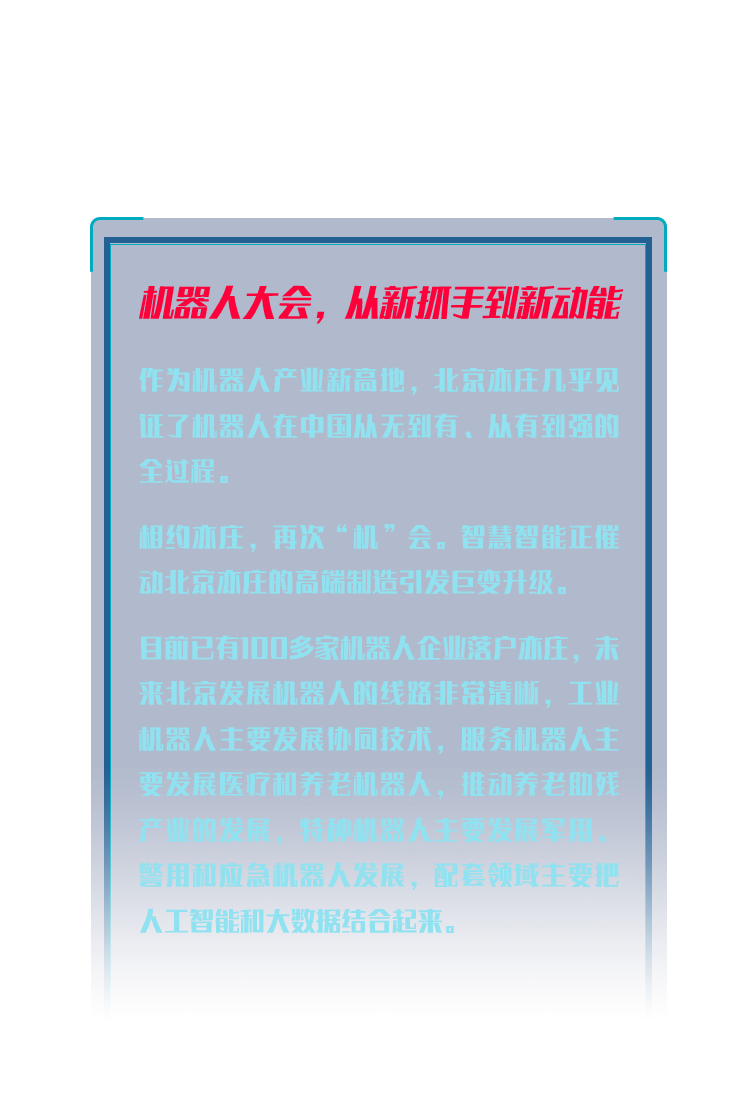 机器人大会，从新抓手到新动能
作为机器人产业新高地，北京亦庄几乎见
证了机器人在中国从无到有、从有到强的
全过程。
相约亦庄，再次“机”会。智慧智能正催
动北京亦庄的高端制造引发巨变升级。
目前已有100多家机器人企业落户亦庄，未
来北京发展机器人的线路非常清晰，工业
机器人主要发展协同技术，服务机器人主
要发展医疗和养老机器人，推动养老助残
产业的发展，特种机器人主要发展军用、
警用和应急机器人发展，配套领域主要把
人工智能和大数据结合起来。